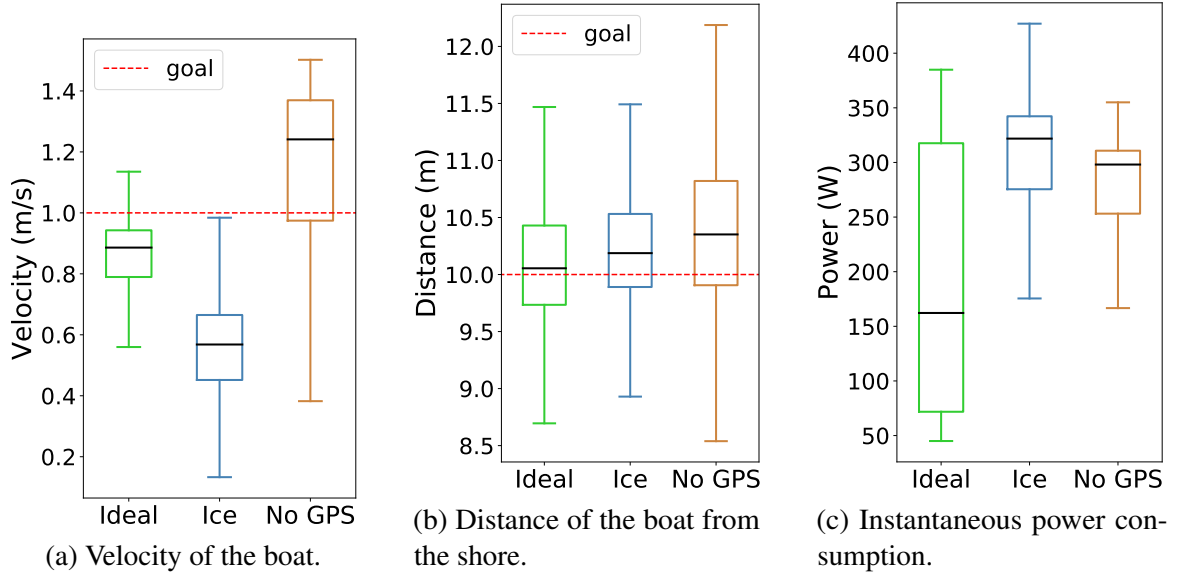 goal
1.4
1.2
1.0
0.8
0.6
0.4
0.2
Velocity (m/s)
Ideal Ice No GPS
(a) Velocity of the boat.
goal
12.0
11.5
11.0
10.5
10.0
9.5
9.0
8.5
Distance (m)
Ideal Ice No GPS
(b) Distance of the boat from
the shore.
400
350
300
250
200
150
100
50
Power (W)
Ideal Ice No GPS
(c) Instantaneous power con-
sumption.